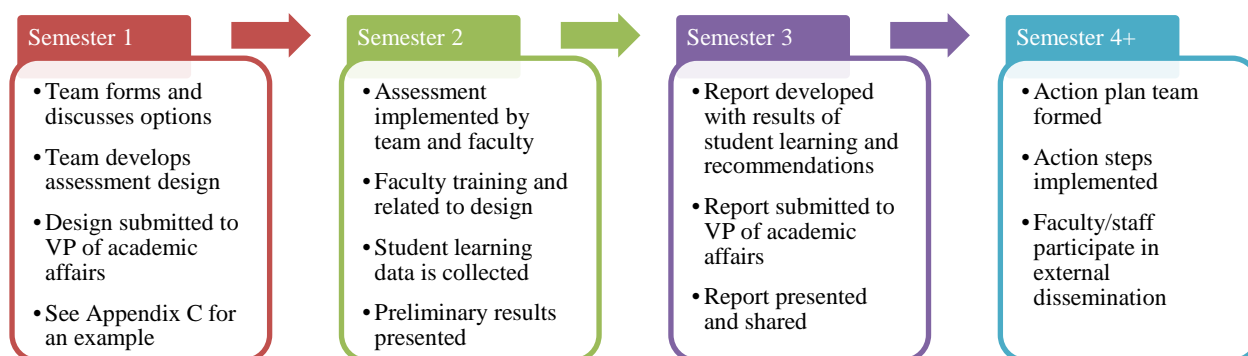 Semester 1
• Team forms and
discusses options
• Team develops
assessment design
• Design submitted to
VP of academic
affairs
• See Appendix C for
an example
Semester 2
• Assessment
implemented by
team and faculty
• Faculty training and
related to design
• Student learning
data is collected
• Preliminary results
presented
Semester 3
• Report developed
with results of
student learning and
recommendations
• Report submitted to
VP of academic
affairs
• Report presented
and shared
Semester 4+
• Action plan team
formed
• Action steps
implemented
• Faculty/staff
participate in
external
dissemination